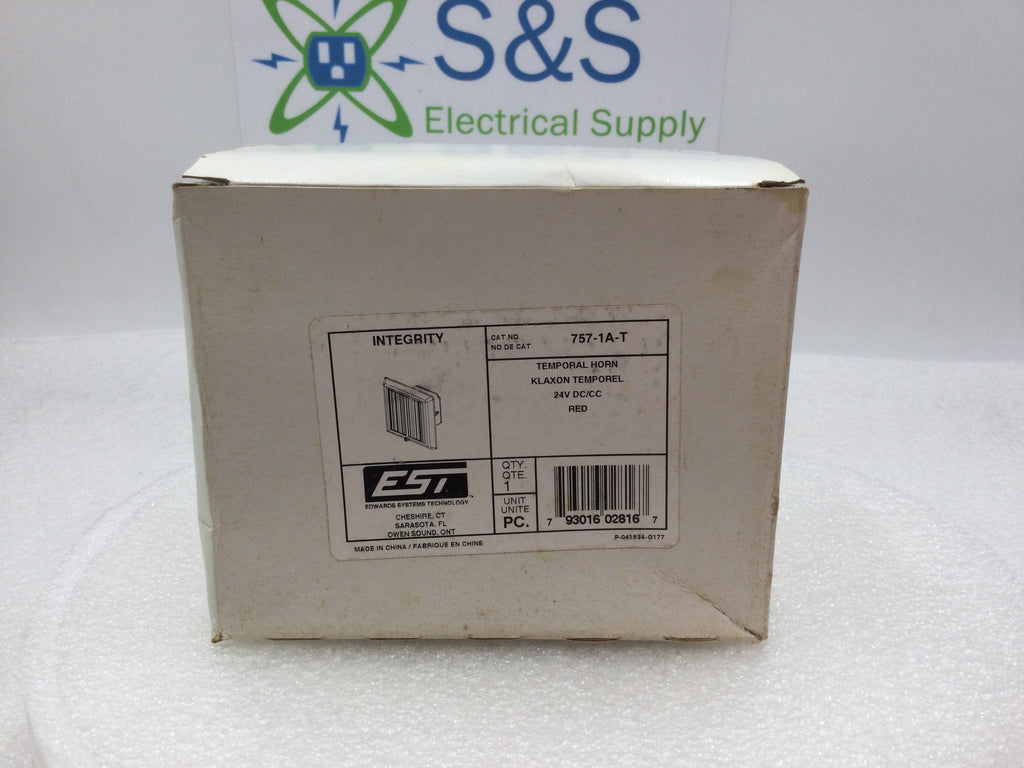 S&S
Electrical Supply
INTEGRITY
CAT.NO
NO DE CAT
757-1A-T
TEMPORAL HORN
KLAXON TEMPOREL
24V DC/CC
RED
EST
EDWARDS SYSTEMS TECHNOLOGY
CHESHIRE, CT
SARASOTA, FL
OWEN SOUND, ONT
QTY.
QTE.
1
UNIT
UNITE
PC.
7 93016 02816 7
MADE IN CHINA / FABRIQUE EN CHINE
P-041634-0177